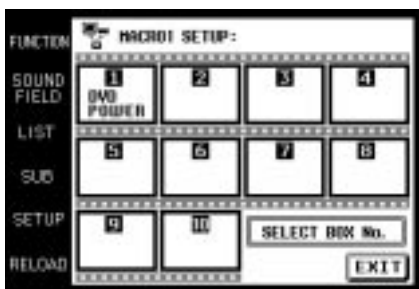 FUNCTION
SOUND
FIELD
LIST
SUB
SETUP
RELOAD
MACRO1 SETUP:
1 2 3 4
DVD
POWER
5 6 7 8
9 10
SELECT BOX No.
EXIT